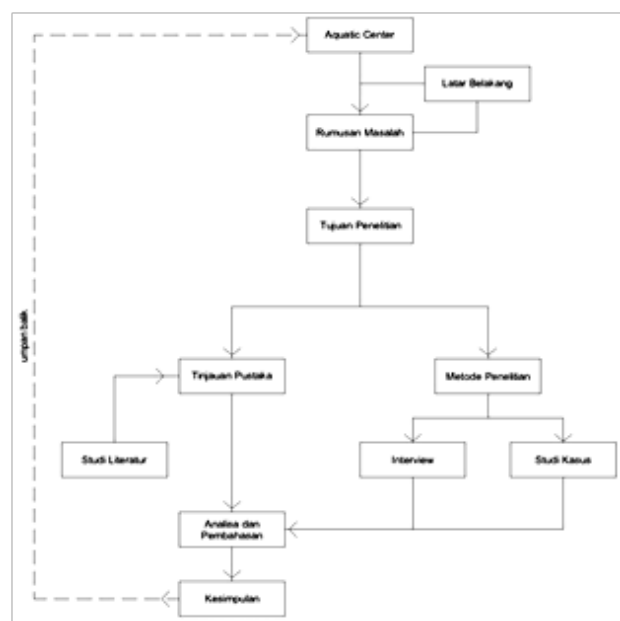 Aquatic Center
Latar Belakang
Rumusan Masalah
Tujuan Penelitian
umpan balik
Tinjauan Pustaka
Metode Penelitian
Studi Literatur
Interview
Studi Kasus
Analisa dan
Pembahasan
Kesimpulan